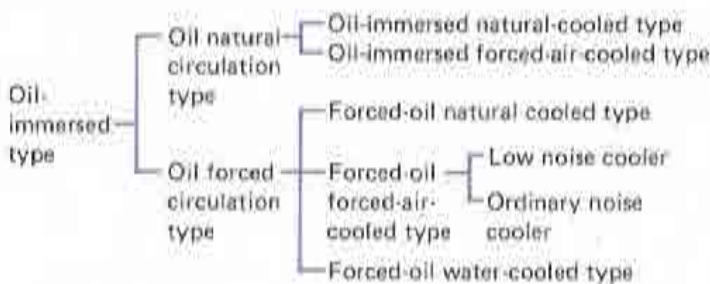 Oil-
immersed
type
Oil natural
circulation
type
Oil-immersed natural-cooled type
Oil-immersed forced-air-cooled type
Oil forced
circulation
type
Forced-oil natural cooled type
Forced-oil
forced-air-
cooled type
Low noise cooler
Ordinary noise
cooler
Forced-oil water-cooled type